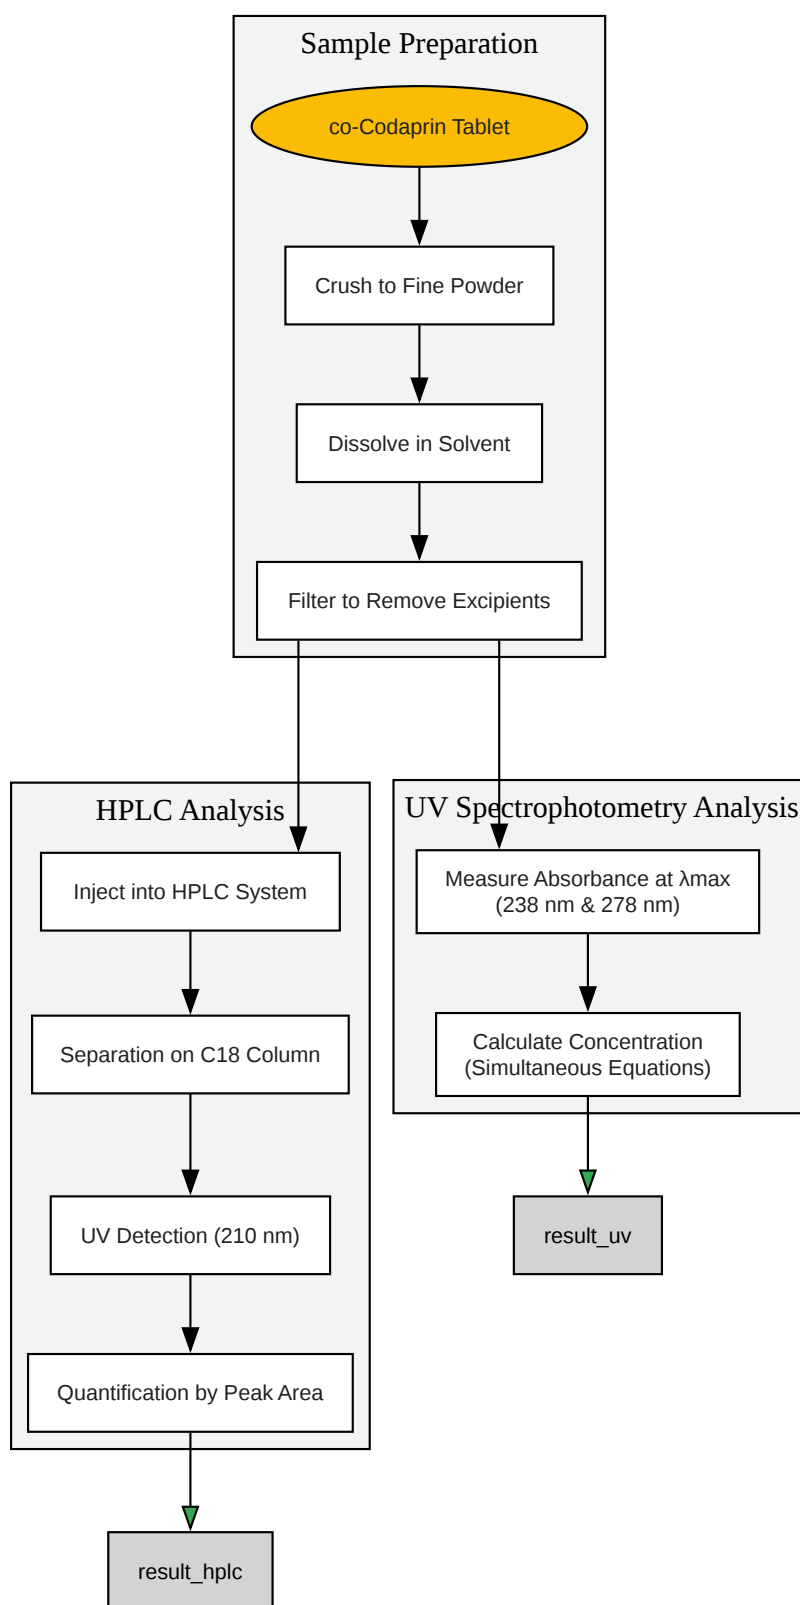 Sample Preparation
co-Codaprin Tablet
Crush to Fine Powder
Dissolve in Solvent
Filter to Remove Excipients
HPLC Analysis
Inject into HPLC System
Separation on C18 Column
UV Detection (210 nm)
Quantification by Peak Area
result_hplc
UV Spectrophotometry Analysis
Measure Absorbance at λmax
(238 nm & 278 nm)
Calculate Concentration
(Simultaneous Equations)
result_uv